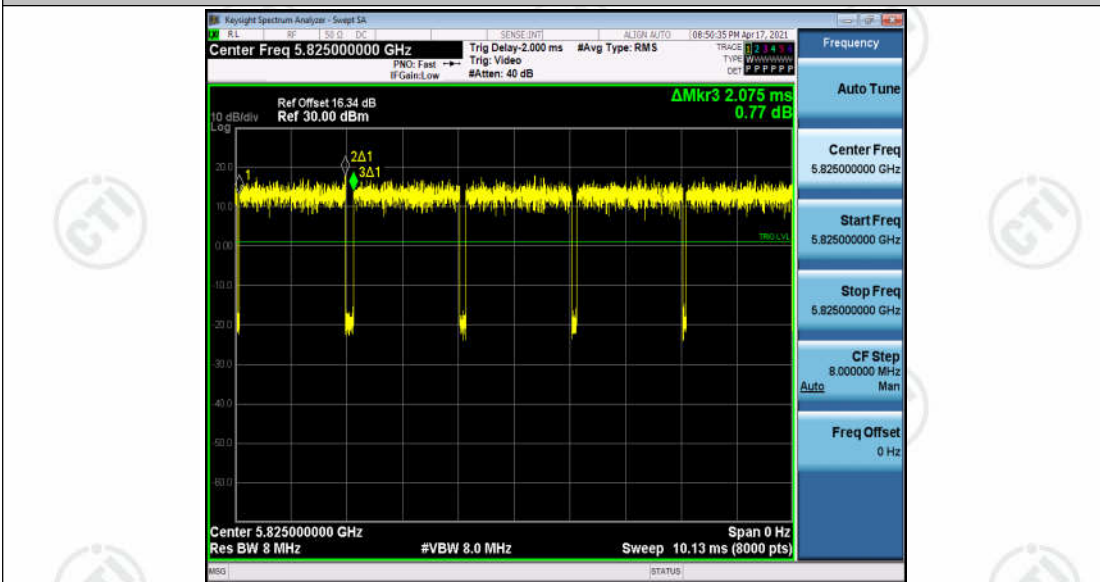 Keysight Spectrum Analyzer - Swept SA
RL RF 50 Ω DC SENSE:INT ALIGN AUTO 08:50:35 PM Apr 17, 2021
Center Freq 5.825000000 GHz
PNO: Fast
IFGain:Low
Trig Delay-2.000 ms
Trig: Video
#Atten: 40 dB
#Avg Type: RMS
TRACE 1 2 3 4 5 6
TYPE WWWWWW
DET P P P P P P
ΔMkr3 2.075 ms
0.77 dB
Ref Offset 16.34 dB
10 dB/div Ref 30.00 dBm
Log
20.0
10.0
0.00
-10.0
-20.0
-30.0
-40.0
-50.0
-60.0
1
2Δ1
3Δ1
TRIG LVL
Center 5.825000000 GHz
Span 0 Hz
Res BW 8 MHz
#VBW 8.0 MHz
Sweep 10.13 ms (8000 pts)
MSG
STATUS
Frequency
Auto Tune
Center Freq
5.825000000 GHz
Start Freq
5.825000000 GHz
Stop Freq
5.825000000 GHz
CF Step
8.000000 MHz
Auto Man
Freq Offset
0 Hz
CTI
CTI
CTI
CTI